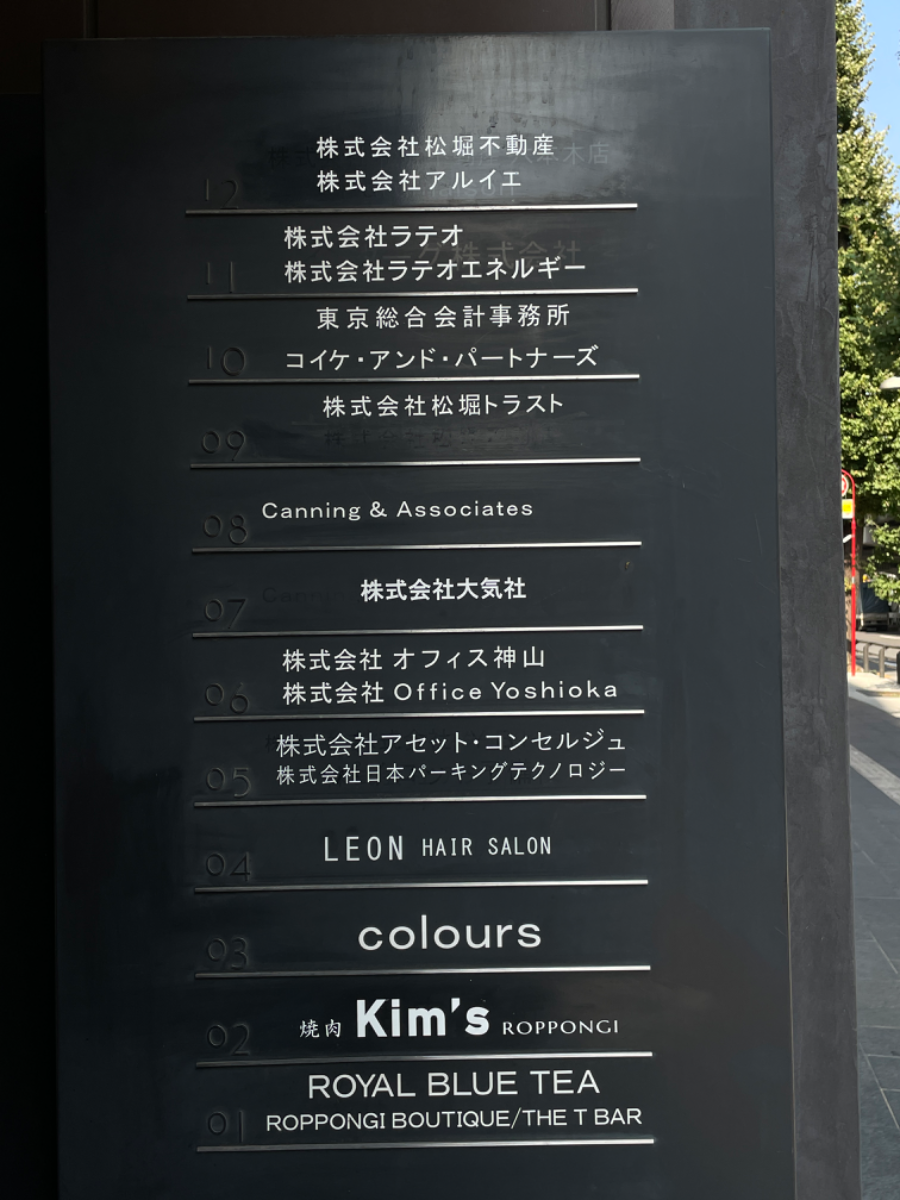 株式会社松堀不動産
12 株式会社アルイエ
株式会社ラテオ
11 株式会社ラテオエネルギー
東京総合会計事務所
10 コイケ・アンド・パートナーズ
株式会社松堀トラスト
09
08 Canning & Associates
07 株式会社大気社
株式会社 オフィス神山
06 株式会社 Office Yoshioka
株式会社アセット・コンセルジュ
05 株式会社日本パーキングテクノロジー
04 LEON HAIR SALON
03 colours
02 焼肉 Kim's ROPPONGI
ROYAL BLUE TEA
01 ROPPONGI BOUTIQUE/THE T BAR